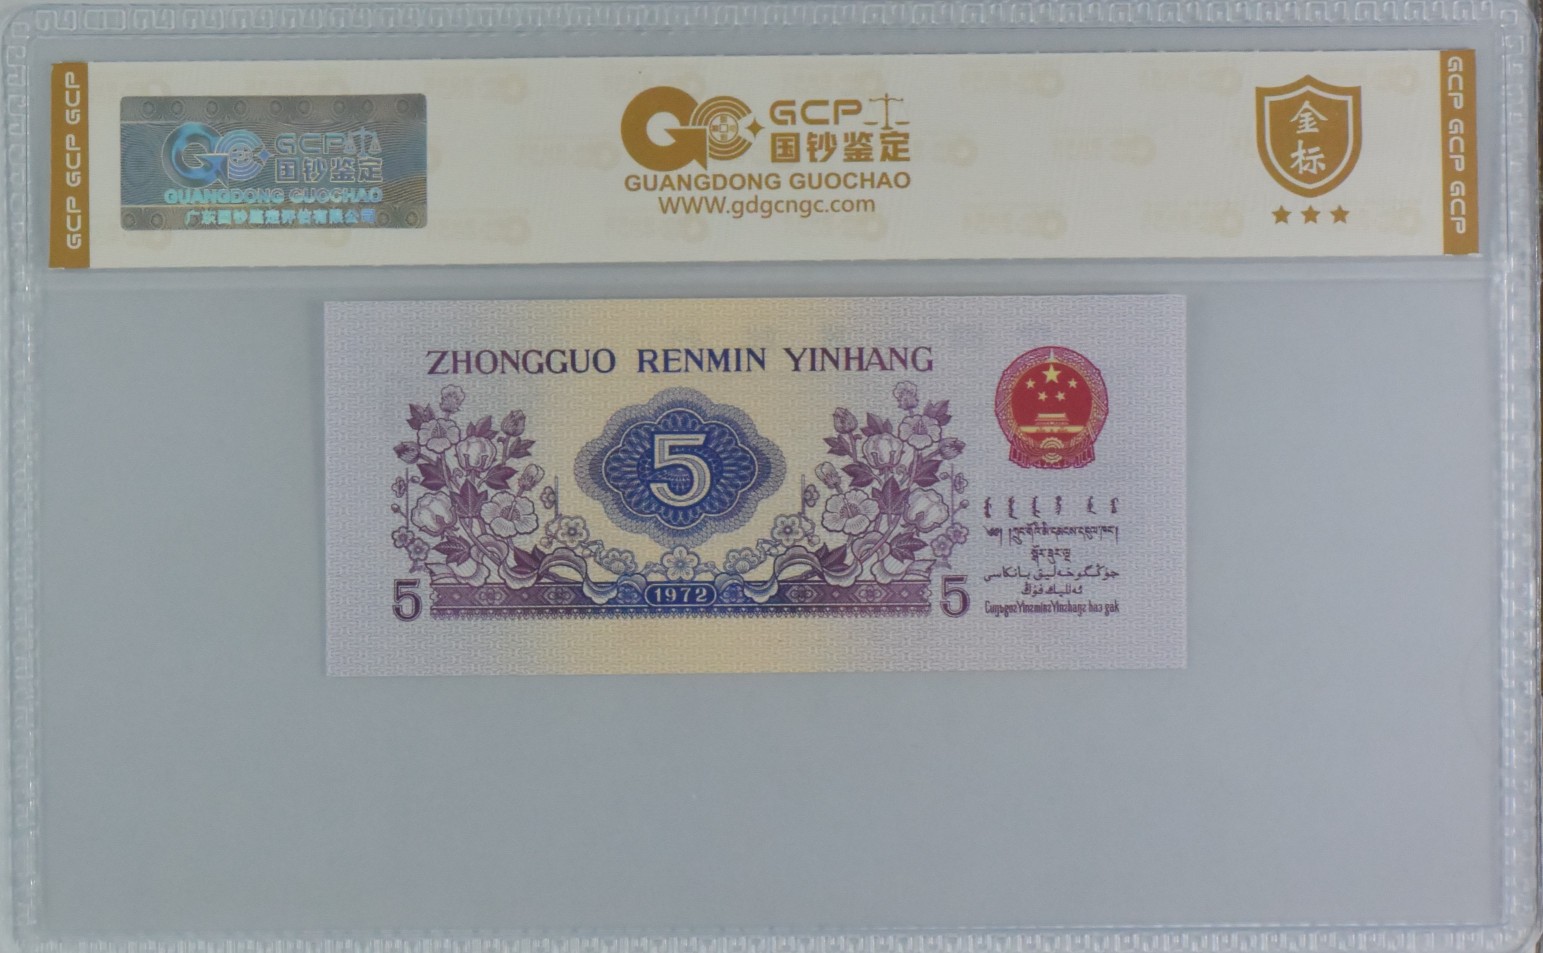 GCP GCP GCP
GCP
国钞鉴定
GUANGDONG GUOCHAO
广东国钞鉴定评估有限公司
GCP
国钞鉴定
GUANGDONG GUOCHAO
WWW.gdgcngc.com
金
标
GCP GCP GCP
ZHONGGUO RENMIN YINHANG
5
5
1972
5